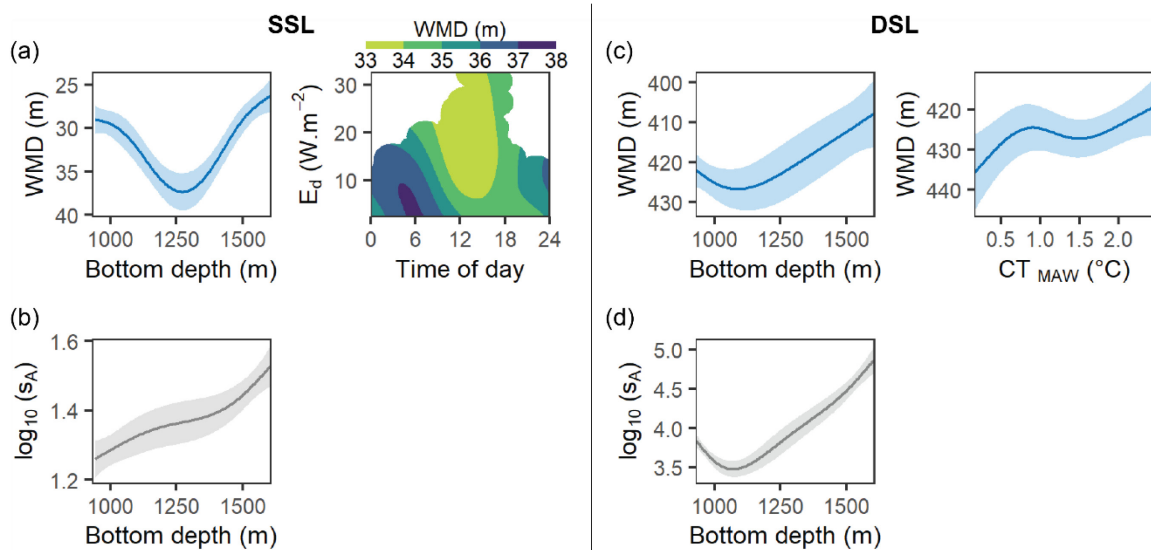 SSL
DSL
(a)
WMD (m)
33 34 35 36 37 38
WMD (m)
25
30
35
40
1000 1250 1500
Bottom depth (m)
E_d (W.m⁻²)
30
20
10
0 6 12 18 24
Time of day
(b)
log₁₀ (s_A)
1.6
1.4
1.2
1000 1250 1500
Bottom depth (m)
(c)
WMD (m)
400
410
420
430
1000 1250 1500
Bottom depth (m)
WMD (m)
420
430
440
0.5 1.0 1.5 2.0
CT MAW (°C)
(d)
log₁₀ (s_A)
5.0
4.5
4.0
3.5
1000 1250 1500
Bottom depth (m)